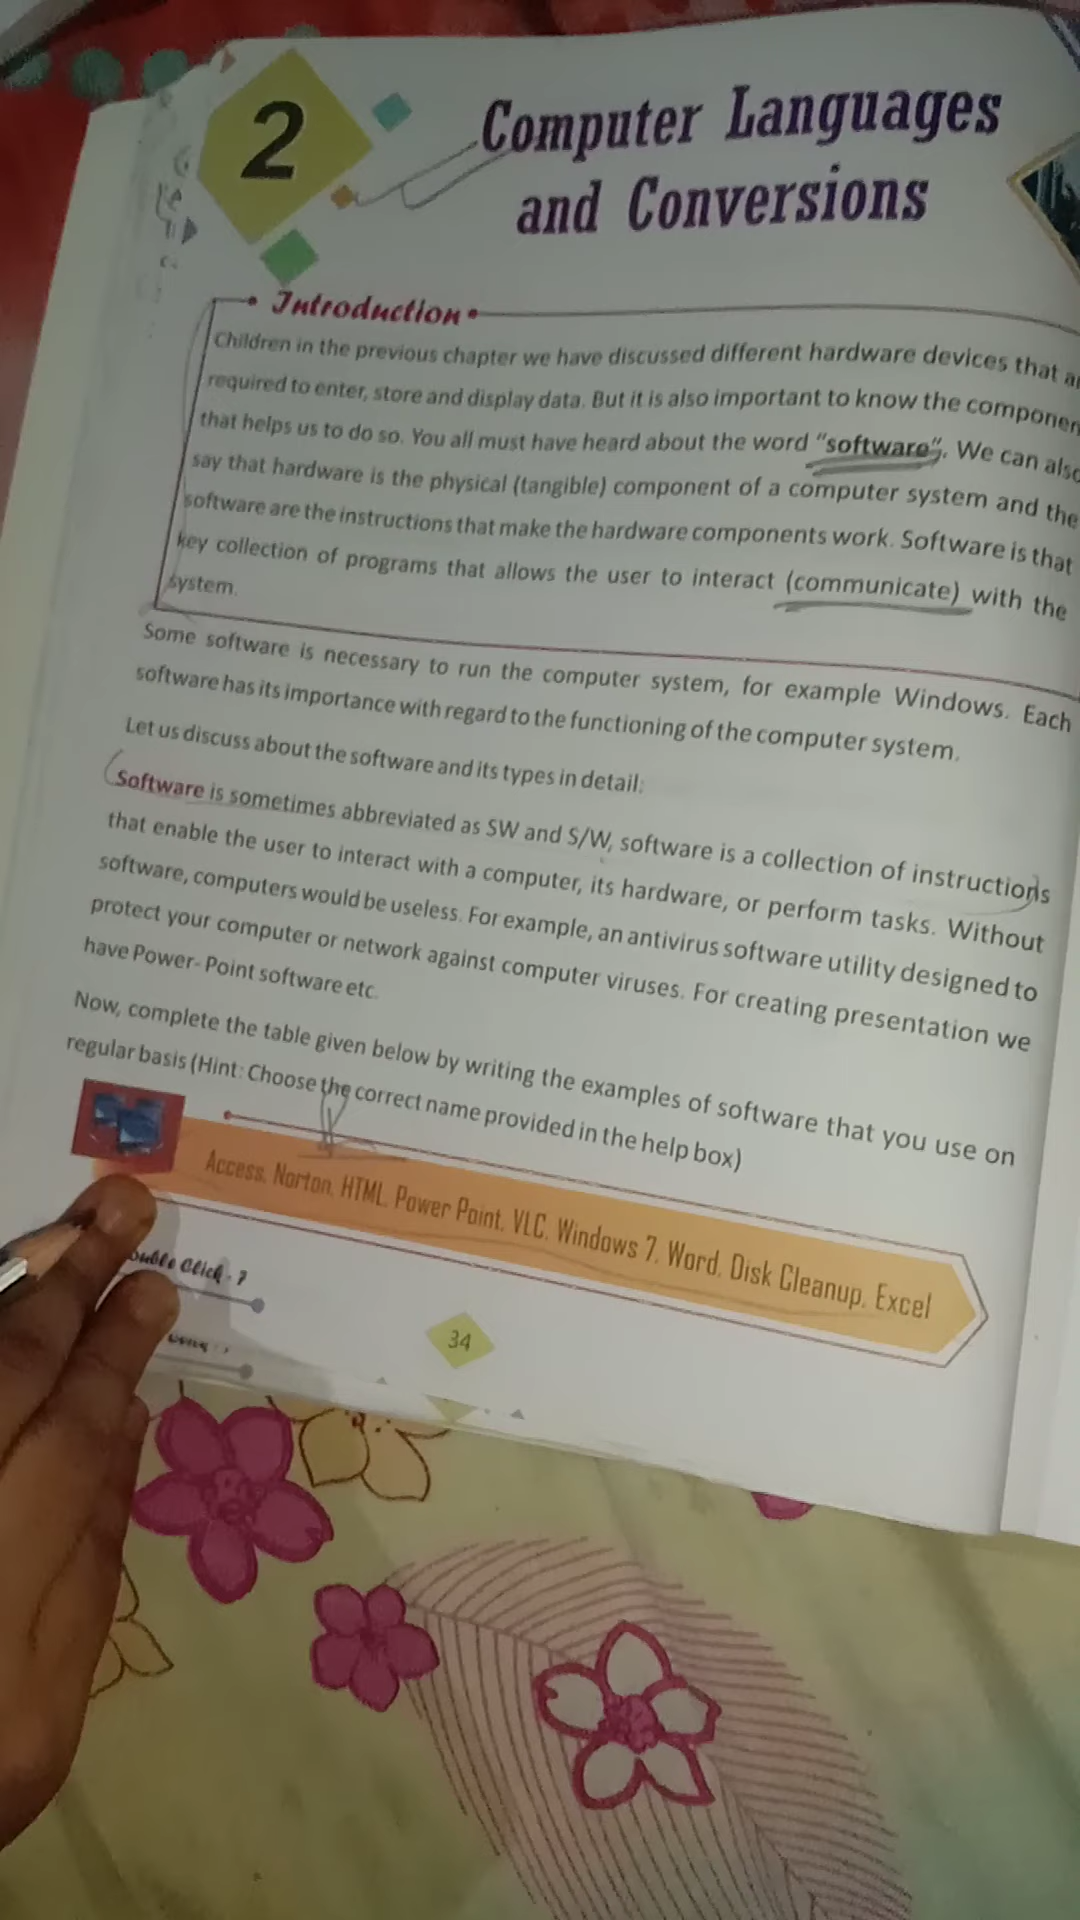 2
Computer Languages
and Conversions
Introduction
Children in the previous chapter we have discussed different hardware devices that
required to enter, store and display data. But it is also important to know the
that helps us to do so. You all must have heard about the word "software". We can also
say that hardware is the physical (tangible) component of a computer system and the
software are the instructions that make the hardware components work. Software is that
key collection of programs that allows the user to interact (communicate) with the
system.
Some software is necessary to run the computer system, for example Windows. Each
software has its importance with regard to the functioning of the computer system.
Let us discuss about the software and its types in detail:
Software is sometimes abbreviated as SW and S/W, software is a collection of instructions
that enable the user to interact with a computer, its hardware, or perform tasks. Without
software, computers would be useless. For example, an antivirus software utility designed to
protect your computer or network against computer viruses. For creating presentation we
have Power- Point software etc.
Now, complete the table given below by writing the examples of software that you use on
regular basis (Hint: Choose the correct name provided in the help box)
Access, Norton, HTML, Power Point, VLC, Windows 7, Word, Disk Cleanup, Excel
Click - 7
34